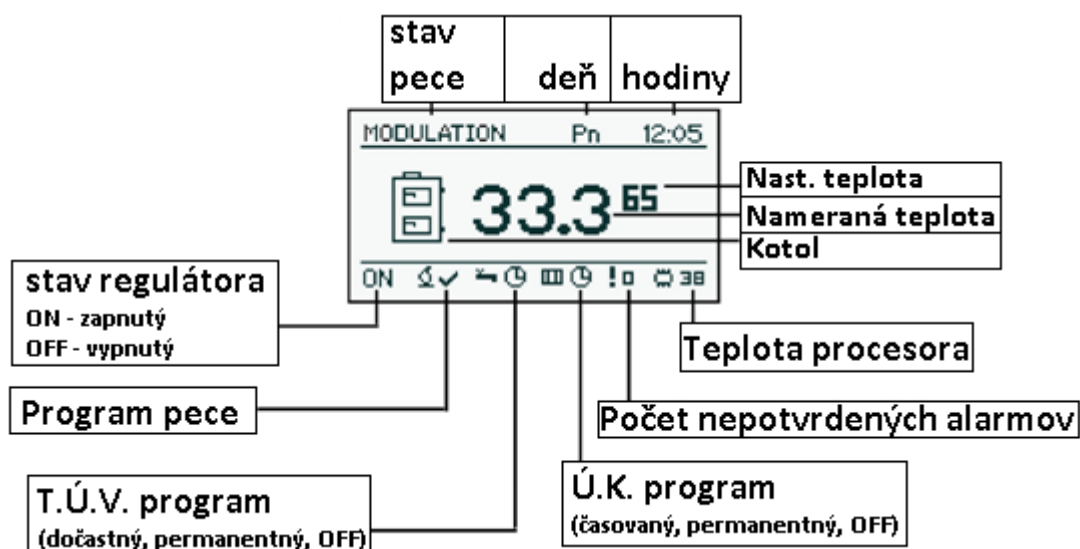 stav pece
deň
hodiny
MODULATION Pn 12:05
33.3 65
Nast. teplota
Nameraná teplota
Kotol
ON ! 0 38
stav regulátora
ON - zapnutý
OFF - vypnutý
Teplota procesora
Program pece
Počet nepotvrdených alarmov
T.Ú.V. program
(dočastný, permanentný, OFF)
Ú.K. program
(časovaný, permanentný, OFF)